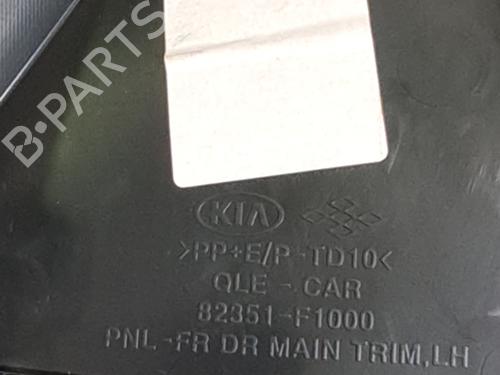 B-PARTS
KIA
>PP+E/P-TD10<
QLE - CAR
82351-F1000
PNL-FR DR MAIN TRIM,LH